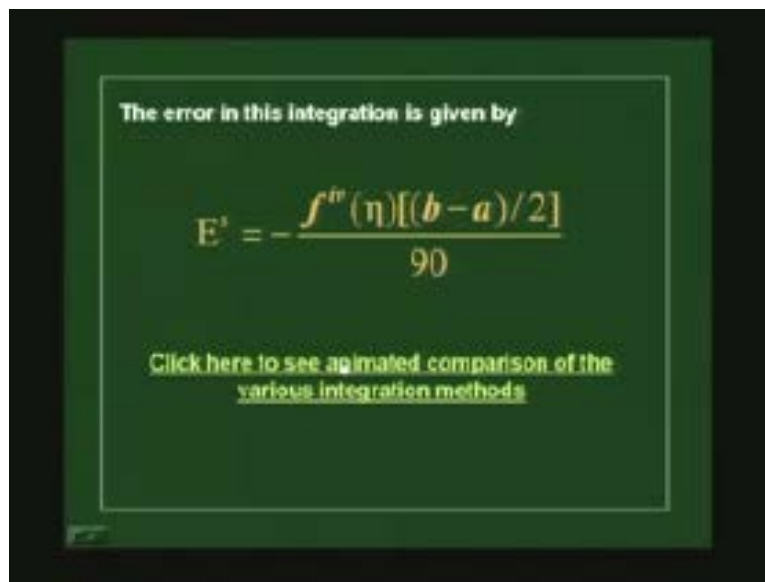 The error in this integration is given by
E^s = - f^{iv}(η)[(b-a)/2] / 90
Click here to see animated comparison of the
various integration methods